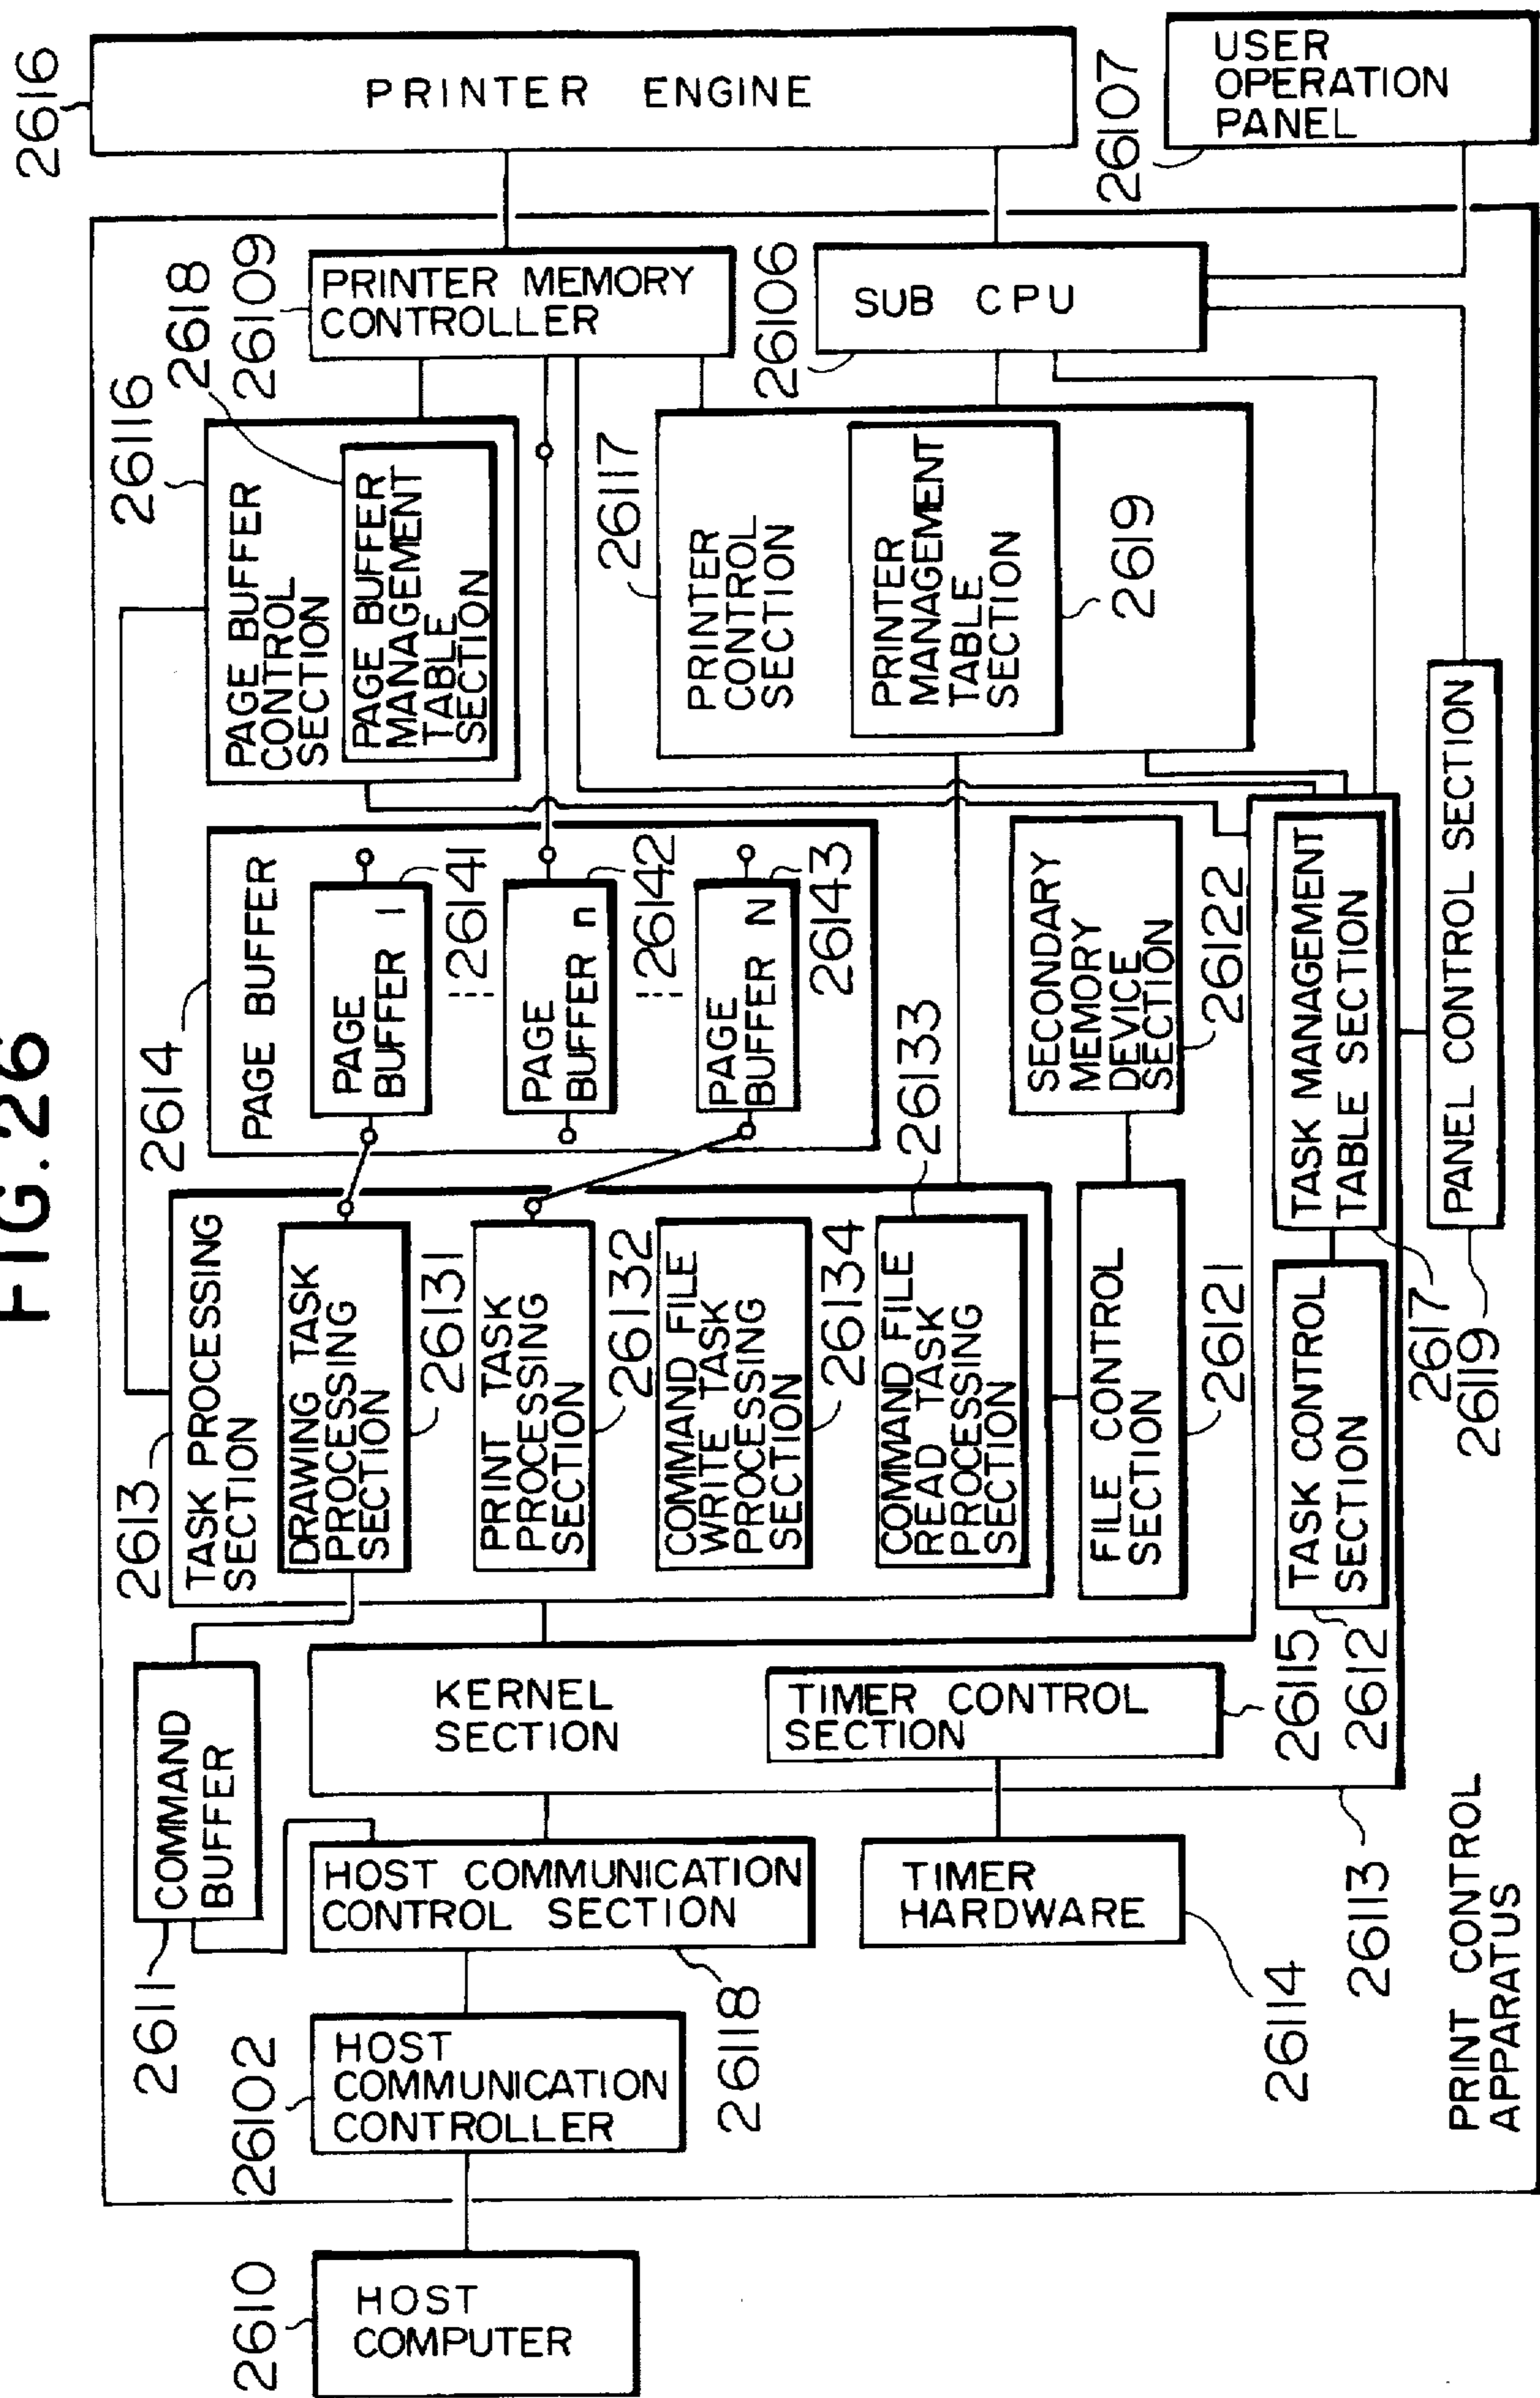 FIG. 26
2610
HOST
COMPUTER
26102
HOST
COMMUNICATION
CONTROLLER
2611
COMMAND
BUFFER
HOST COMMUNICATION
CONTROL SECTION
26118
TIMER
HARDWARE
26114
KERNEL
SECTION
TIMER CONTROL
SECTION
26115
2612
26113
PRINT CONTROL
APPARATUS
2613
TASK PROCESSING
SECTION
DRAWING TASK
PROCESSING
SECTION
26131
PRINT TASK
PROCESSING
SECTION
26132
COMMAND FILE
WRITE TASK
PROCESSING
SECTION
26134
COMMAND FILE
READ TASK
PROCESSING
SECTION
26133
FILE CONTROL
SECTION
26121
TASK CONTROL
SECTION
2617
TASK MANAGEMENT
TABLE SECTION
26119
PANEL CONTROL SECTION
2614
PAGE BUFFER
PAGE
BUFFER 1
26141
PAGE
BUFFER n
26142
PAGE
BUFFER N
26143
SECONDARY
MEMORY
DEVICE
SECTION
26122
26116
PAGE BUFFER
CONTROL
SECTION
2618
PAGE BUFFER
MANAGEMENT
TABLE
SECTION
26117
PRINTER
CONTROL
SECTION
PRINTER
MANAGEMENT
TABLE
SECTION
2619
26109
PRINTER MEMORY
CONTROLLER
26106
SUB CPU
2616
PRINTER ENGINE
26107
USER
OPERATION
PANEL